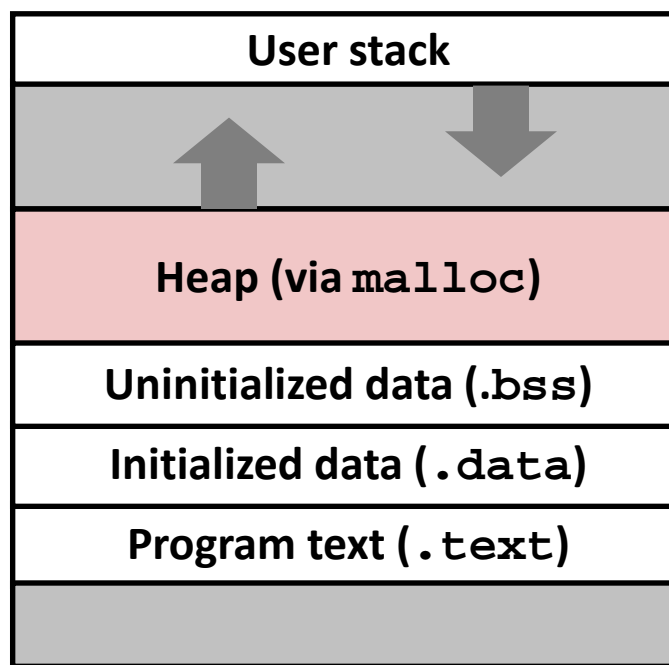 User stack
Heap (via malloc)
Uninitialized data (.bss)
Initialized data (.data)
Program text (.text)